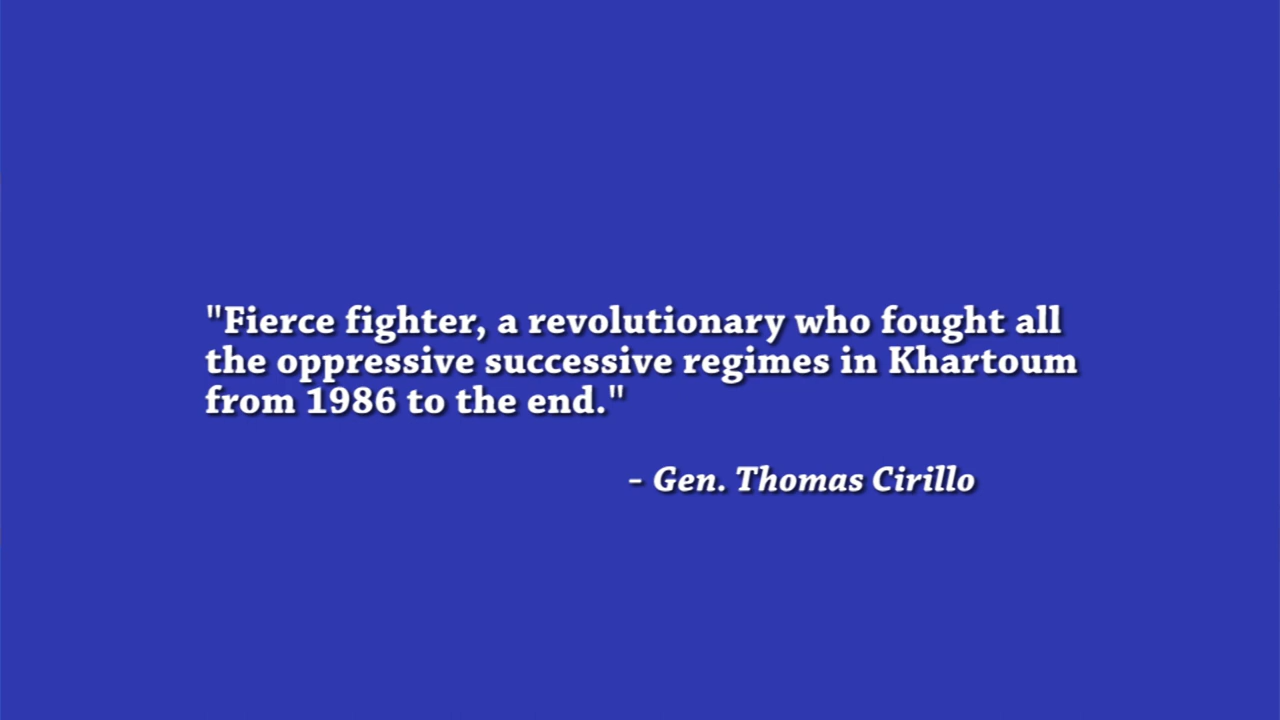 "Fierce fighter, a revolutionary who fought all
the oppressive successive regimes in Khartoum
from 1986 to the end."
– Gen. Thomas Cirillo